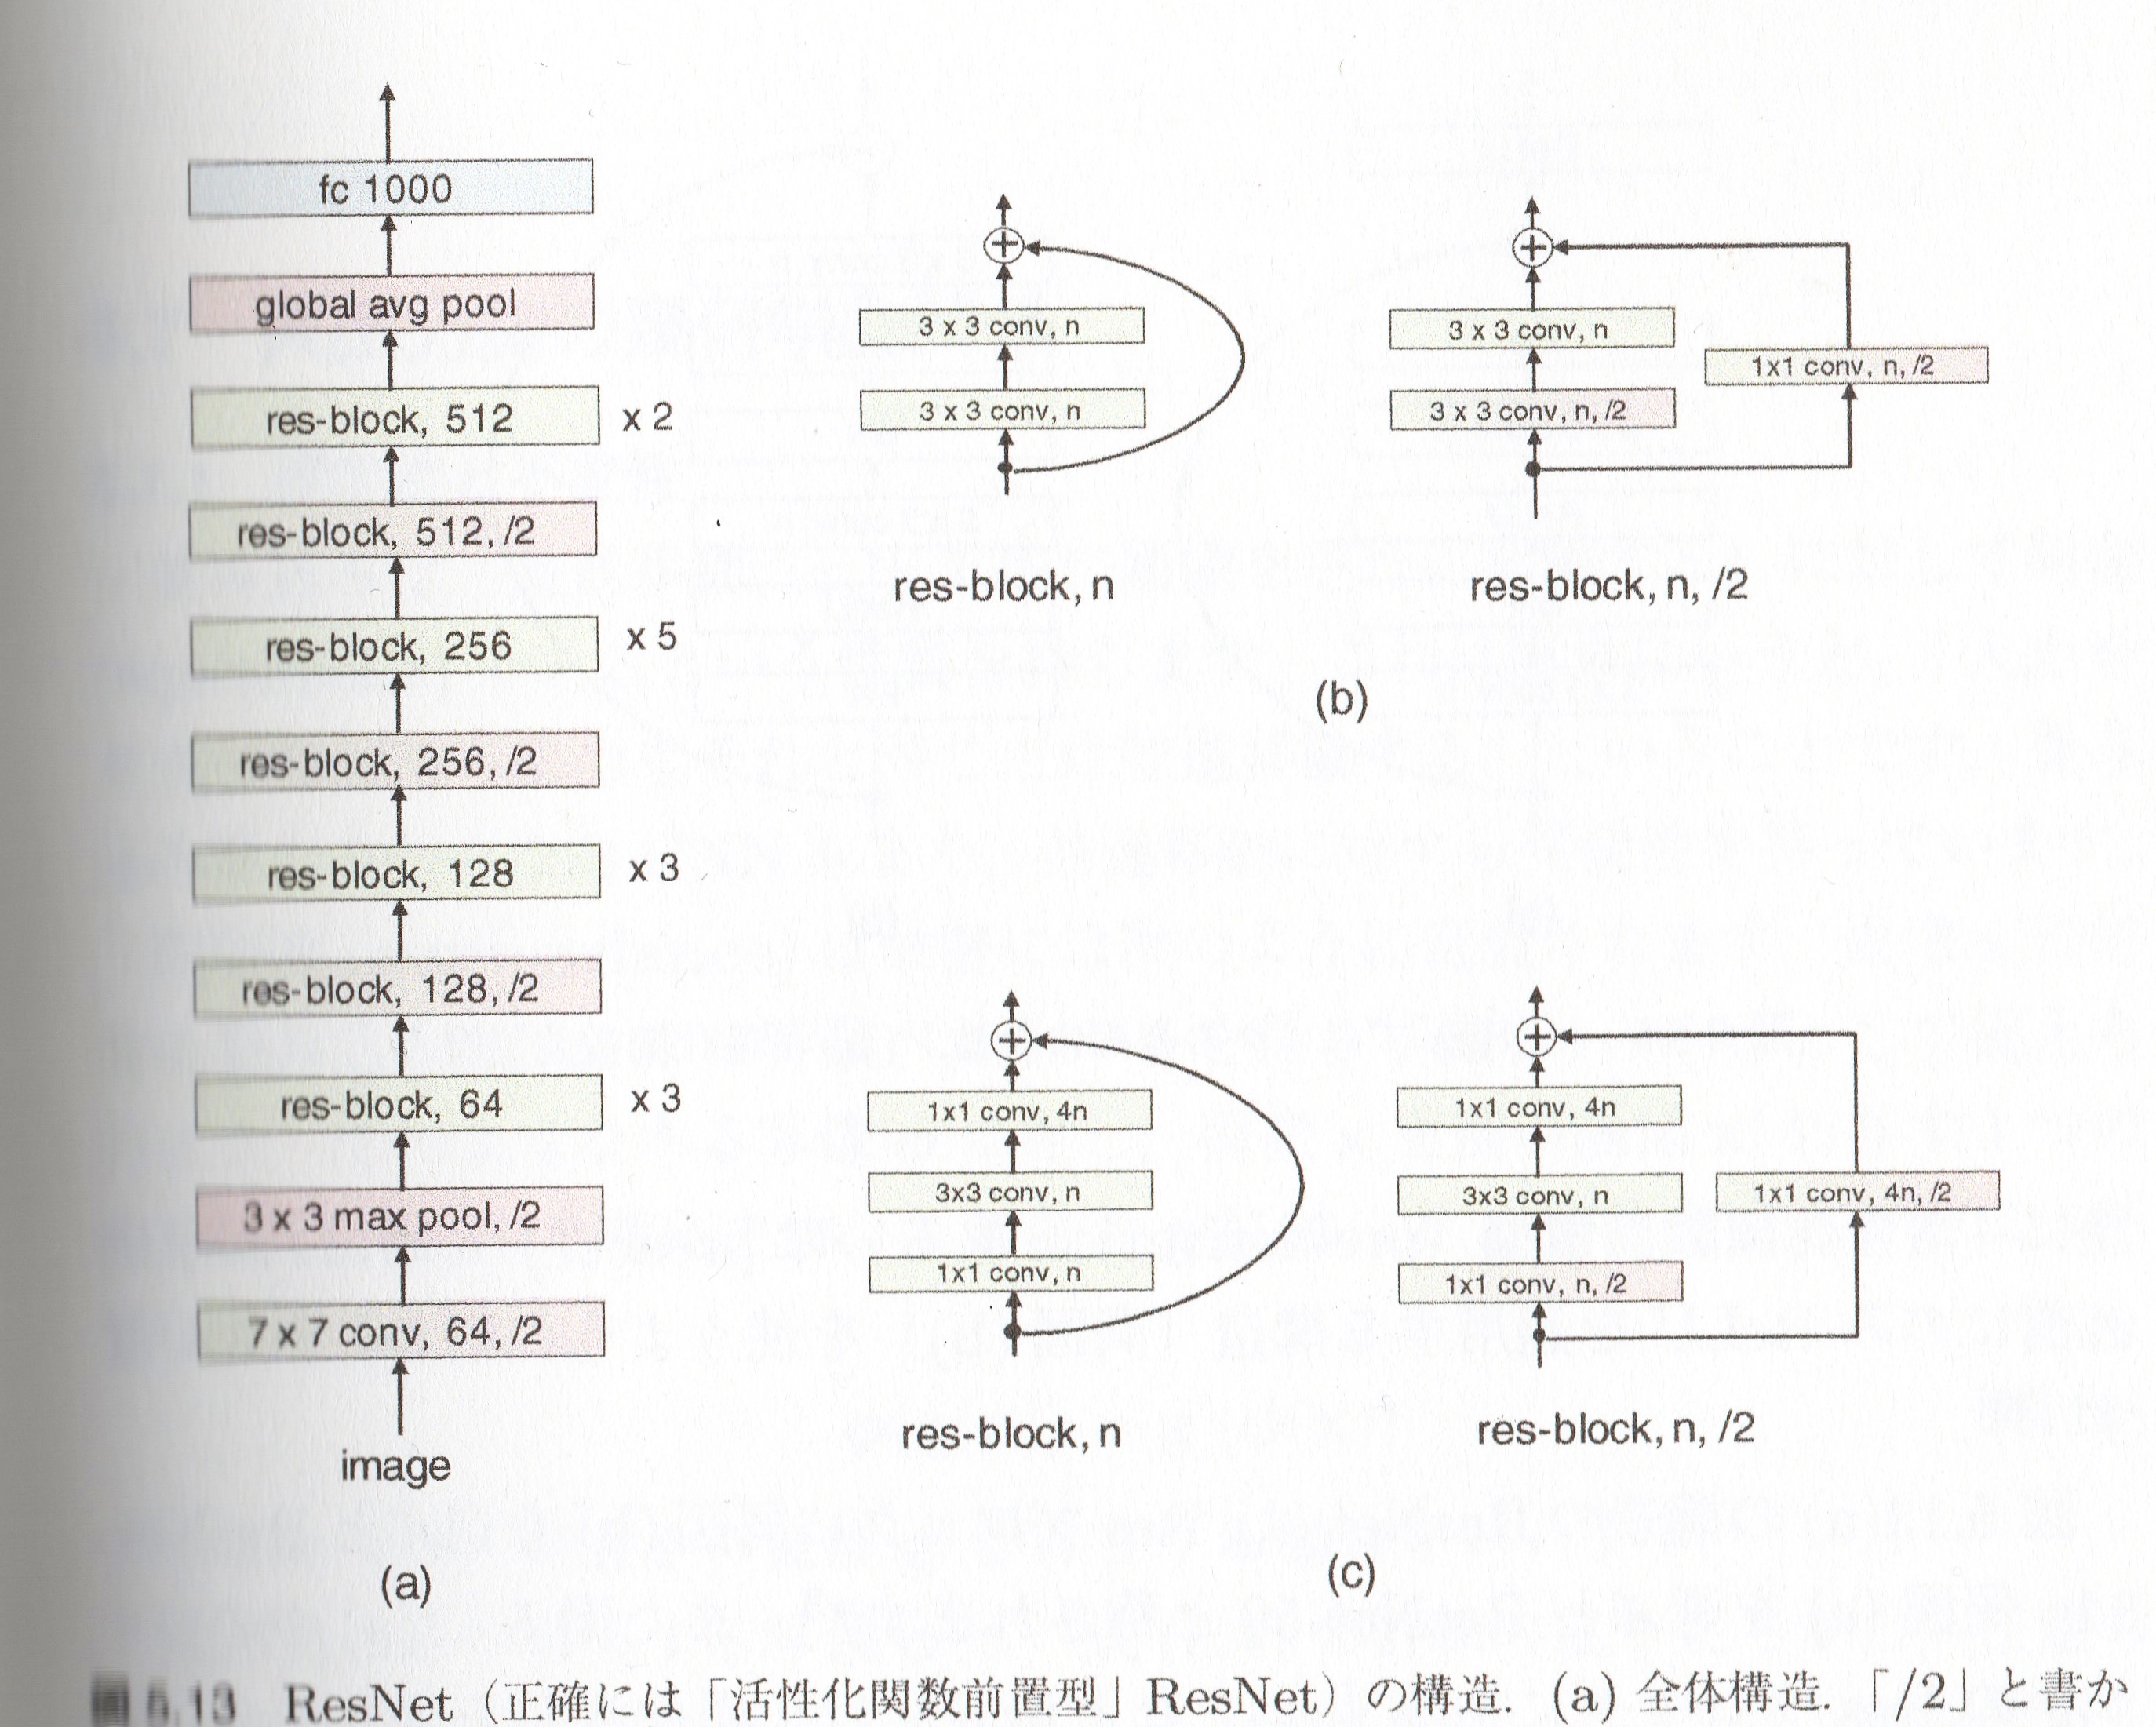 fc 1000
global avg pool
res-block, 512 x 2
res-block, 512, /2
res-block, 256 x 5
res-block, 256, /2
res-block, 128 x 3
res-block, 128, /2
res-block, 64 x 3
3 x 3 max pool, /2
7 x 7 conv, 64, /2
image
(a)
3 x 3 conv, n
3 x 3 conv, n
res-block, n
3 x 3 conv, n
1x1 conv, n, /2
3 x 3 conv, n, /2
res-block, n, /2
(b)
1x1 conv, 4n
3x3 conv, n
1x1 conv, n
res-block, n
1x1 conv, 4n
3x3 conv, n
1x1 conv, 4n, /2
1x1 conv, n, /2
res-block, n, /2
(c)
図 5.13 ResNet（正確には「活性化関数前置型」ResNet）の構造. (a) 全体構造. 「/2」と書か